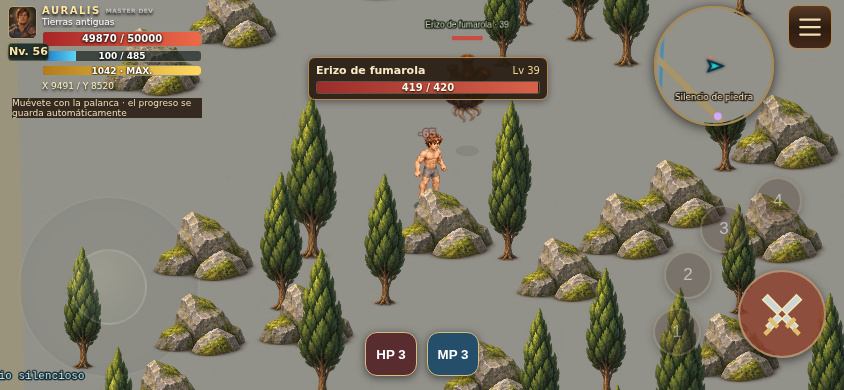 AURALIS MASTER DEV
Tierras antiguas
49870 / 50000
Nv. 56
100 / 485
1042 · MÁX.
X 9491 / Y 8520
Muévete con la palanca · el progreso se
guarda automáticamente
Erizo de fumarola · 39
Erizo de fumarola Lv 39
419 / 420
-65
Silencio de piedra
4
3
2
1
HP 3
MP 3
io silencioso